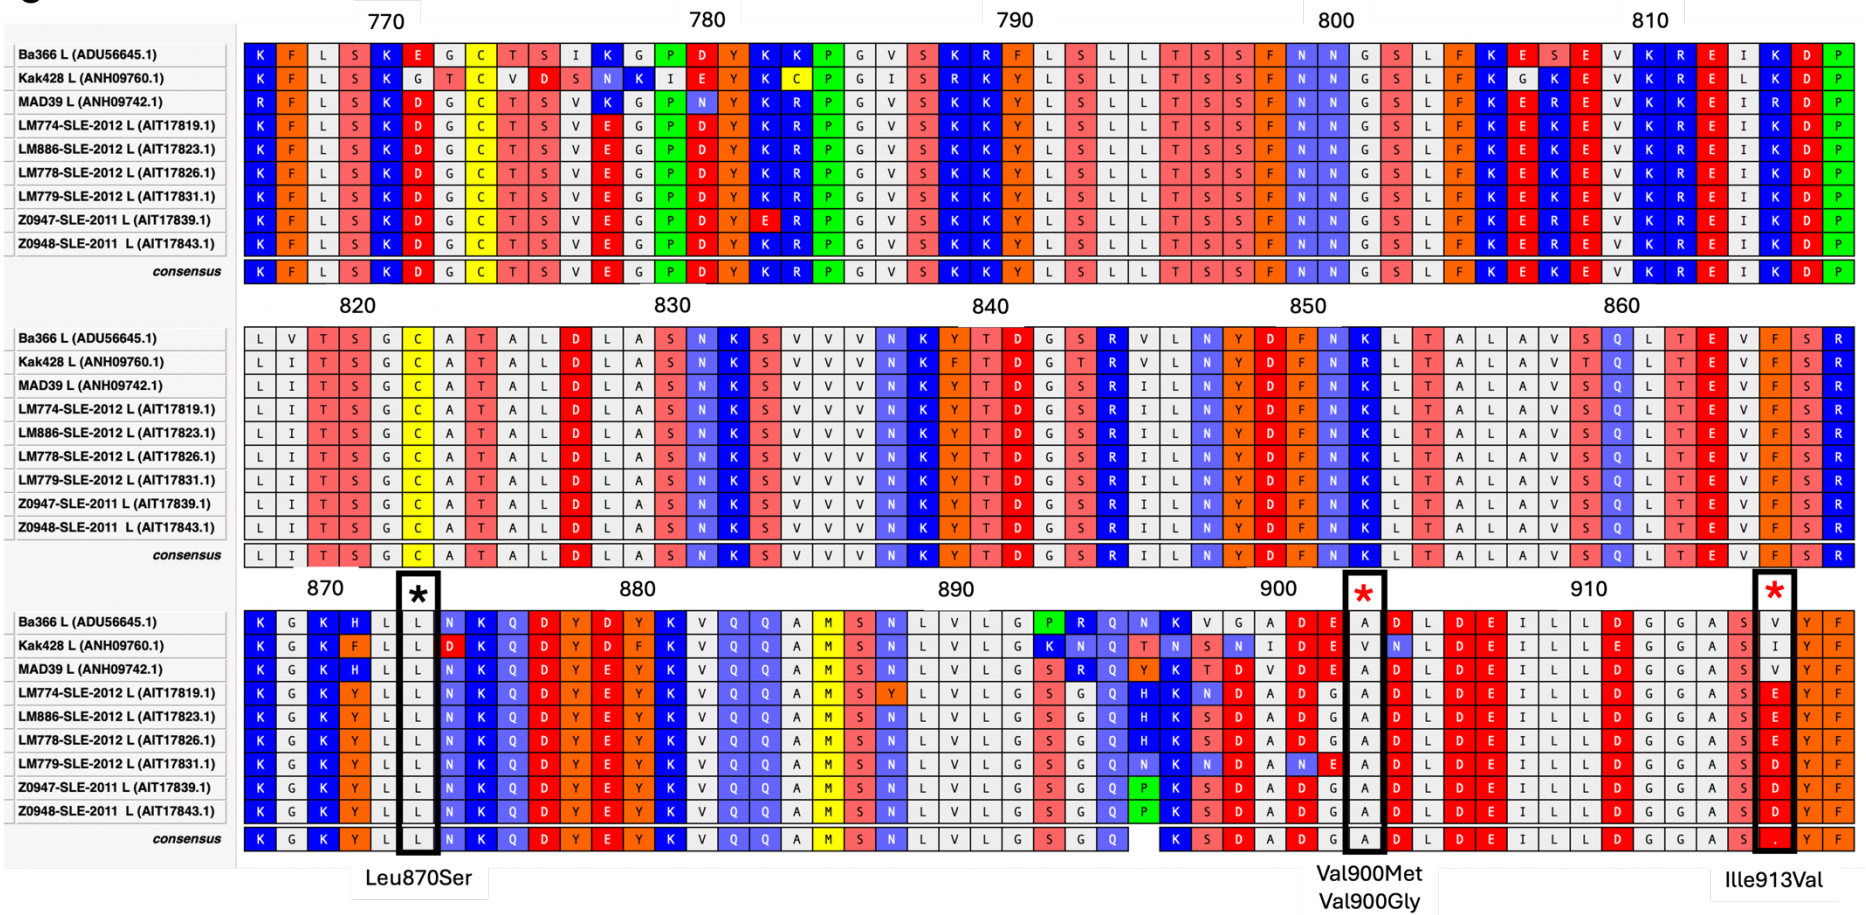 770 780 790 800 810
Ba366 L (ADU56645.1) K F L S K E G C T S I K G P D Y K K P G V S K R F L S L L T S S F N N G S L F K E S E V K R E I K D P
Kak428 L (ANH09760.1) K F L S K G T C V D S N K I E Y K C P G I S R K Y L S L L T S S F N N G S L F K G K E V K R E L K D P
MAD39 L (ANH09742.1) R F L S K D G C T S V K G P N Y K R P G V S K K Y L S L L T S S F N N G S L F K E R E V K K E I R D P
LM774-SLE-2012 L (AIT17819.1) K F L S K D G C T S V E G P D Y K R P G V S K K Y L S L L T S S F N N G S L F K E K E V K R E I K D P
LM886-SLE-2012 L (AIT17823.1) K F L S K D G C T S V E G P D Y K R P G V S K K Y L S L L T S S F N N G S L F K E K E V K R E I K D P
LM778-SLE-2012 L (AIT17826.1) K F L S K D G C T S V E G P D Y K R P G V S K K Y L S L L T S S F N N G S L F K E K E V K R E I K D P
LM779-SLE-2012 L (AIT17831.1) K F L S K D G C T S V E G P D Y K R P G V S K K Y L S L L T S S F N N G S L F K E K E V K R E I K D P
Z0947-SLE-2011 L (AIT17839.1) K F L S K D G C T S V E G P D Y E R P G V S K K Y L S L L T S S F N N G S L F K E R E V K R E I K D P
Z0948-SLE-2011 L (AIT17843.1) K F L S K D G C T S V E G P D Y K R P G V S K K Y L S L L T S S F N N G S L F K E R E V K R E I K D P
consensus K F L S K D G C T S V E G P D Y K R P G V S K K Y L S L L T S S F N N G S L F K E K E V K R E I K D P
820 830 840 850 860
Ba366 L (ADU56645.1) L V T S G C A T A L D L A S N K S V V V N K Y T D G S R V L N Y D F N K L T A L A V S Q L T E V F S R
Kak428 L (ANH09760.1) L I T S G C A T A L D L A S N K S V V V N K F T D G T R V L N Y D F N R L T A L A V T Q L T E V F S R
MAD39 L (ANH09742.1) L I T S G C A T A L D L A S N K S V V V N K Y T D G S R I L N Y D F N K L T A L A V S Q L T E V F S R
LM774-SLE-2012 L (AIT17819.1) L I T S G C A T A L D L A S N K S V V V N K Y T D G S R I L N Y D F N K L T A L A V S Q L T E V F S R
LM886-SLE-2012 L (AIT17823.1) L I T S G C A T A L D L A S N K S V V V N K Y T D G S R I L N Y D F N K L T A L A V S Q L T E V F S R
LM778-SLE-2012 L (AIT17826.1) L I T S G C A T A L D L A S N K S V V V N K Y T D G S R I L N Y D F N K L T A L A V S Q L T E V F S R
LM779-SLE-2012 L (AIT17831.1) L I T S G C A T A L D L A S N K S V V V N K Y T D G S R I L N Y D F N K L T A L A V S Q L T E V F S R
Z0947-SLE-2011 L (AIT17839.1) L I T S G C A T A L D L A S N K S V V V N K Y T D G S R I L N Y D F N K L T A L A V S Q L T E V F S R
Z0948-SLE-2011 L (AIT17843.1) L I T S G C A T A L D L A S N K S V V V N K Y T D G S R I L N Y D F N K L T A L A V S Q L T E V F S R
consensus L I T S G C A T A L D L A S N K S V V V N K Y T D G S R I L N Y D F N K L T A L A V S Q L T E V F S R
870 * 880 890 900 * 910 *
Ba366 L (ADU56645.1) K G K H L L N K Q D Y D Y K V Q Q A M S N L V L G P R Q N K V G A D E A D L D E I L L D G G A S V Y F
Kak428 L (ANH09760.1) K G K F L L D K Q D Y D F K V Q Q A M S N L V L G K N Q T N S N I D E V N L D E I L L E G G A S I Y F
MAD39 L (ANH09742.1) K G K H L L N K Q D Y E Y K V Q Q A M S N L V L G S R Q Y K T D V D E A D L D E I L L D G G A S V Y F
LM774-SLE-2012 L (AIT17819.1) K G K Y L L N K Q D Y E Y K V Q Q A M S Y L V L G S G Q H K N D A D G A D L D E I L L D G G A S E Y F
LM886-SLE-2012 L (AIT17823.1) K G K Y L L N K Q D Y E Y K V Q Q A M S N L V L G S G Q H K S D A D G A D L D E I L L D G G A S E Y F
LM778-SLE-2012 L (AIT17826.1) K G K Y L L N K Q D Y E Y K V Q Q A M S N L V L G S G Q H K S D A D G A D L D E I L L D G G A S E Y F
LM779-SLE-2012 L (AIT17831.1) K G K Y L L N K Q D Y E Y K V Q Q A M S N L V L G S G Q N K N D A N E A D L D E I L L D G G A S D Y F
Z0947-SLE-2011 L (AIT17839.1) K G K Y L L N K Q D Y E Y K V Q Q A M S N L V L G S G Q P K S D A D G A D L D E I L L D G G A S D Y F
Z0948-SLE-2011 L (AIT17843.1) K G K Y L L N K Q D Y E Y K V Q Q A M S N L V L G S G Q P K S D A D G A D L D E I L L D G G A S D Y F
consensus K G K Y L L N K Q D Y E Y K V Q Q A M S N L V L G S G Q K S D A D G A D L D E I L L D G G A S . Y F
Leu870Ser Val900Met Ille913Val
Val900Gly